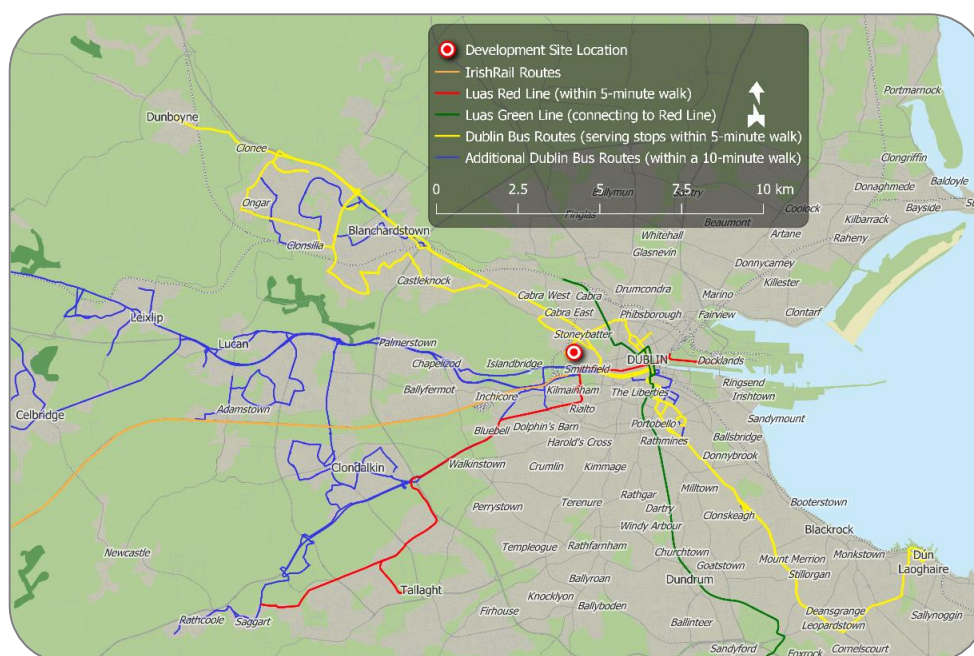 Development Site Location
IrishRail Routes
Luas Red Line (within 5-minute walk)
Luas Green Line (connecting to Red Line)
Dublin Bus Routes (serving stops within 5-minute walk)
Additional Dublin Bus Routes (within a 10-minute walk)
0 2.5 5 7.5 10 km
Portmarnock
Dunboyne
Clonee
Clongriffin
Ballymun
Baldoyle
Donaghmede
Ongar
Finglas
Beaumont
Coolock
Kilbarrack
Bayside
Blanchardstown
Whitehall
Artane
Raheny
Clonsilla
Glasnevin
Donnycarney
Killester
Castleknock
Cabra West
Cabra
Drumcondra
Marino
Clontarf
Cabra East
Phibsborough
Fairview
Leixlip
Stoneybatter
Lucan
Palmerstown
DUBLIN
Docklands
Chapelizod
Islandbridge
Smithfield
Ballyfermot
Kilmainham
The Liberties
Ringsend
Irishtown
Inchicore
Celbridge
Adamstown
Rialto
Sandymount
Bluebell
Dolphin's Barn
Portobello
Harold's Cross
Rathmines
Ballsbridge
Donnybrook
Clondalkin
Walkinstown
Crumlin
Kimmage
Milltown
Rathgar
Booterstown
Perrystown
Terenure
Dartry
Clonskeagh
Windy Arbour
Blackrock
Newcastle
Templeogue
Rathfarnham
Churchtown
Mount Merrion
Monkstown
Dún
Laoghaire
Goatstown
Stillorgan
Ballyroan
Dundrum
Tallaght
Knocklyon
Firhouse
Ballyboden
Deansgrange
Sallynoggin
Rathcoole
Saggart
Ballinteer
Leopardstown
Sandyford
Foxrock
Cornelscourt